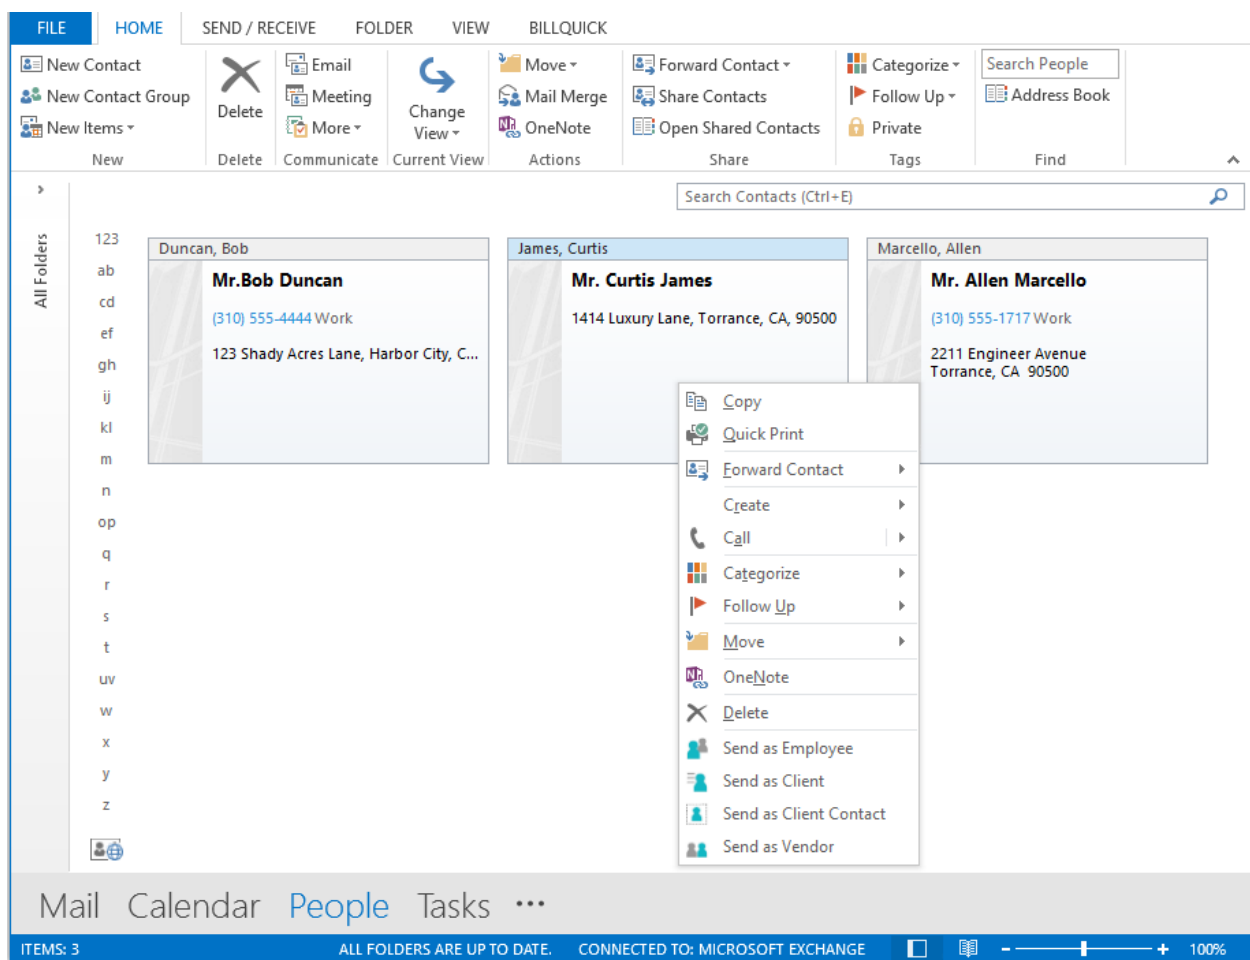 FILE HOME SEND / RECEIVE FOLDER VIEW BILLQUICK
New Contact
New Contact Group
New Items
New
Delete
Delete
Email
Meeting
More
Communicate
Change
View
Current View
Move
Mail Merge
OneNote
Actions
Forward Contact
Share Contacts
Open Shared Contacts
Share
Categorize
Follow Up
Private
Tags
Search People
Address Book
Find
All Folders
Search Contacts (Ctrl+E)
123
ab
cd
ef
gh
ij
kl
m
n
op
q
r
s
t
uv
w
x
y
z
Duncan, Bob
Mr.Bob Duncan
(310) 555-4444 Work
123 Shady Acres Lane, Harbor City, C...
James, Curtis
Mr. Curtis James
1414 Luxury Lane, Torrance, CA, 90500
Marcello, Allen
Mr. Allen Marcello
(310) 555-1717 Work
2211 Engineer Avenue
Torrance, CA 90500
Copy
Quick Print
Forward Contact
Create
Call
Categorize
Follow Up
Move
OneNote
Delete
Send as Employee
Send as Client
Send as Client Contact
Send as Vendor
Mail Calendar People Tasks •••
ITEMS: 3 ALL FOLDERS ARE UP TO DATE. CONNECTED TO: MICROSOFT EXCHANGE - + 100%